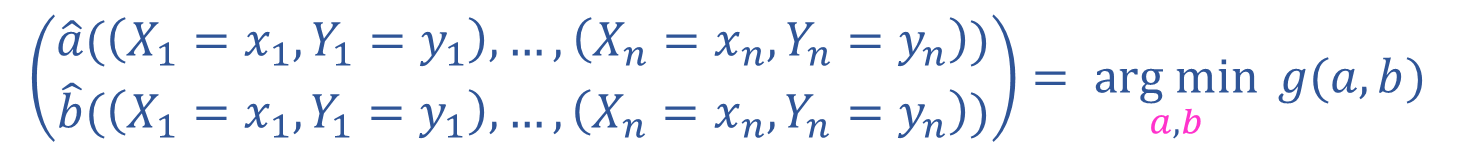 â((X₁ = x₁, Y₁ = y₁), … , (Xₙ = xₙ, Yₙ = yₙ))
b̂((X₁ = x₁, Y₁ = y₁), … , (Xₙ = xₙ, Yₙ = yₙ))
= arg min g(a, b)
a,b